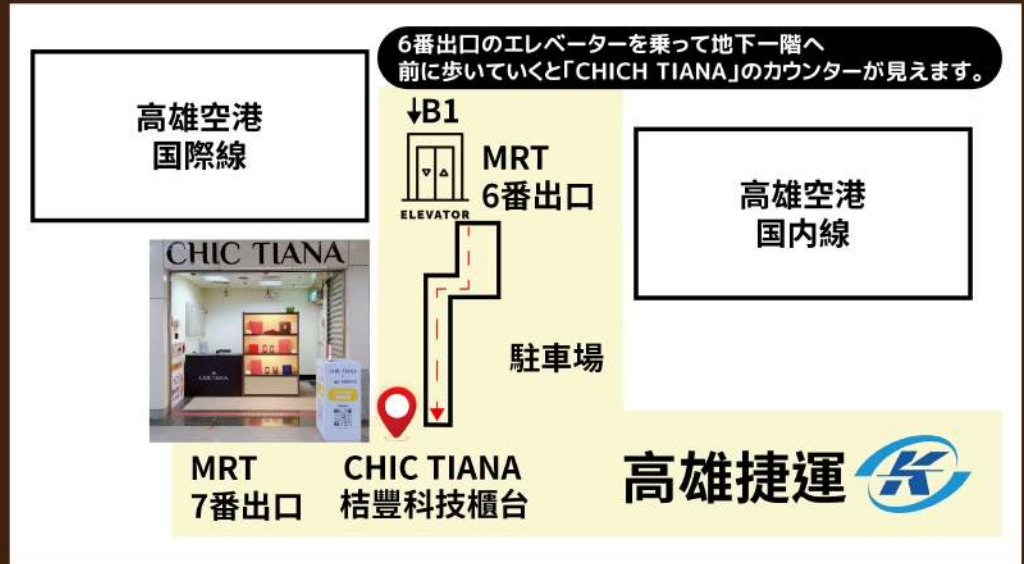 6番出口のエレベーターを乗って地下一階へ
前に歩いていくと「CHICH TIANA」のカウンターが見えます。
高雄空港
国際線
↓B1
ELEVATOR
MRT
6番出口
高雄空港
国内線
CHIC TIANA
CHIC TIANA
駐車場
MRT
7番出口
CHIC TIANA
桔豐科技櫃台
高雄捷運